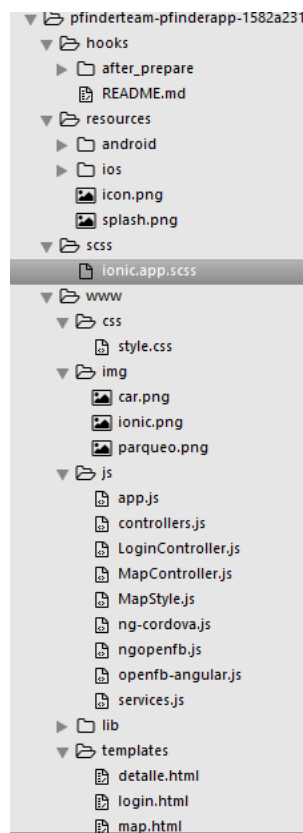 pfinderteam-pfinderapp-1582a231
hooks
after_prepare
README.md
resources
android
ios
icon.png
splash.png
scss
ionic.app.scss
www
css
style.css
img
car.png
ionic.png
parqueo.png
js
app.js
controllers.js
LoginController.js
MapController.js
MapStyle.js
ng-cordova.js
ngopenfb.js
openfb-angular.js
services.js
lib
templates
detalle.html
login.html
map.html